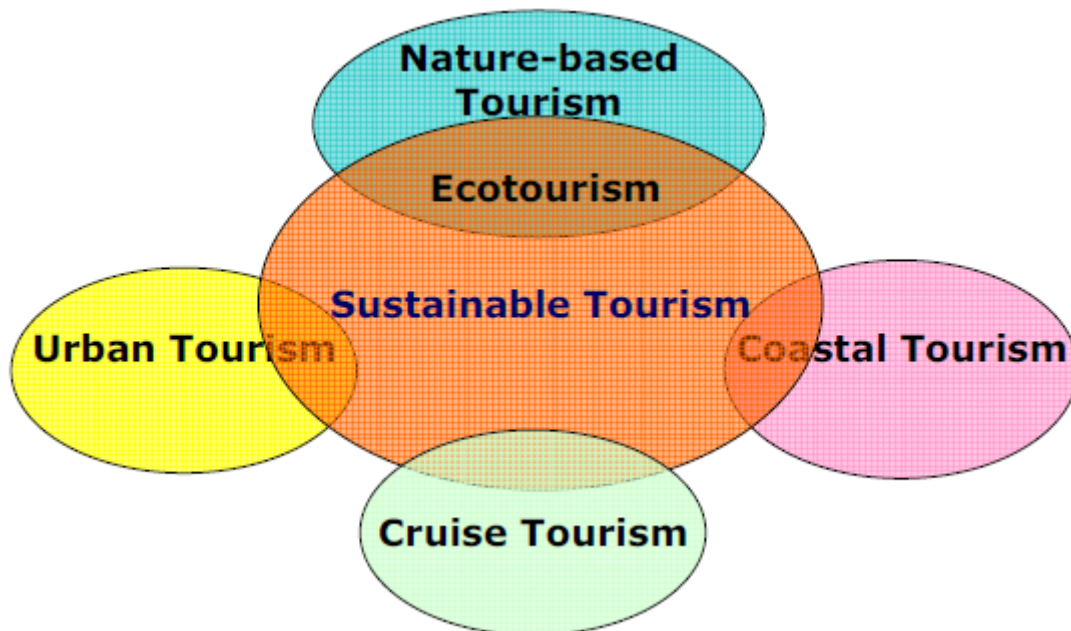 Nature-based
Tourism
Ecotourism
Sustainable Tourism
Urban Tourism
Coastal Tourism
Cruise Tourism